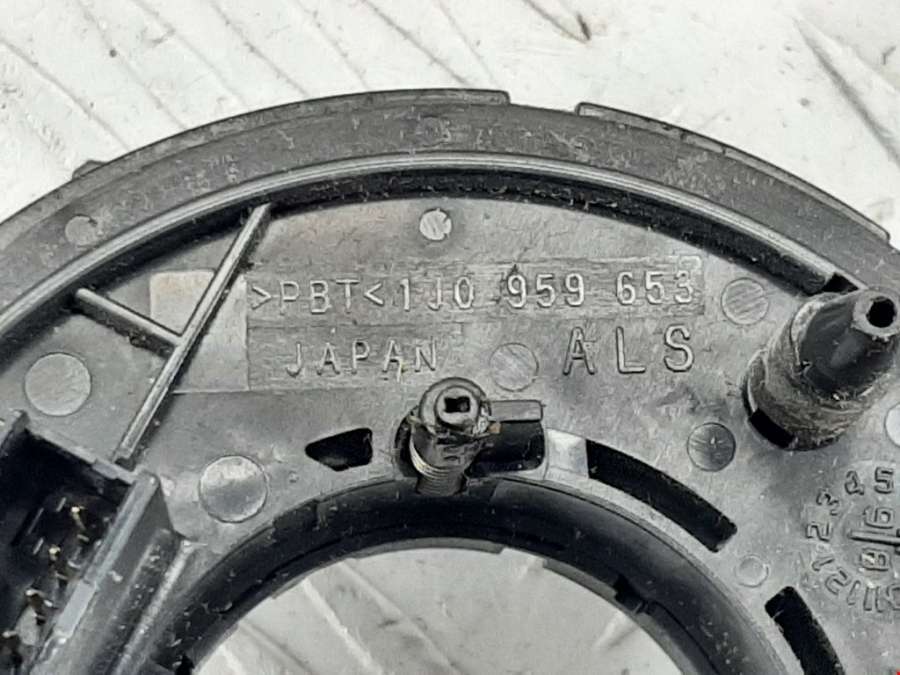 >PBT< 1J0 959 653
JAPAN ALS